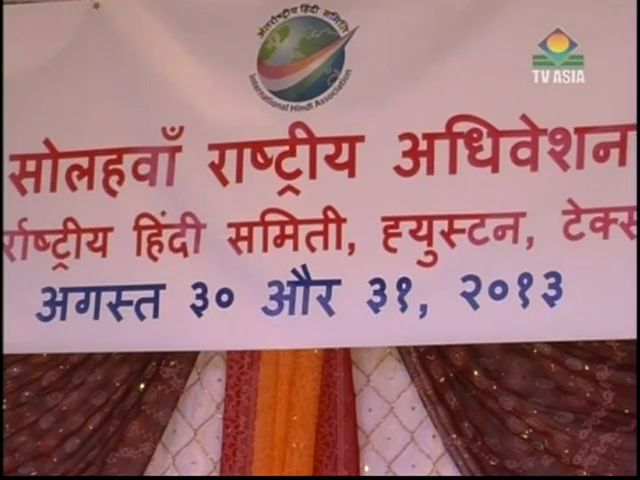 अंतर्राष्ट्रीय हिंदी समिति
International Hindi Association
TV ASIA
सोलहवाँ राष्ट्रीय अधिवेशन
र्राष्ट्रीय हिंदी समिति, ह्युस्टन, टेक्स
अगस्त ३० और ३१, २०१३